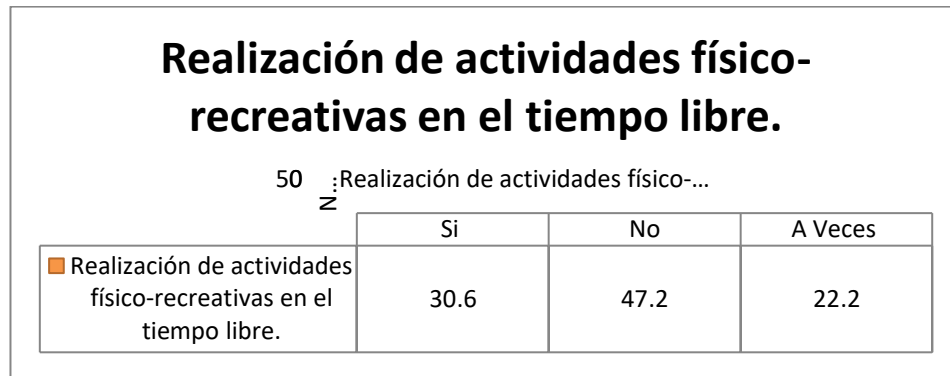 Realización de actividades físico-
recreativas en el tiempo libre.
50
N…
Realización de actividades físico-…
Si No A Veces
Realización de actividades
físico-recreativas en el
tiempo libre.
30.6 47.2 22.2